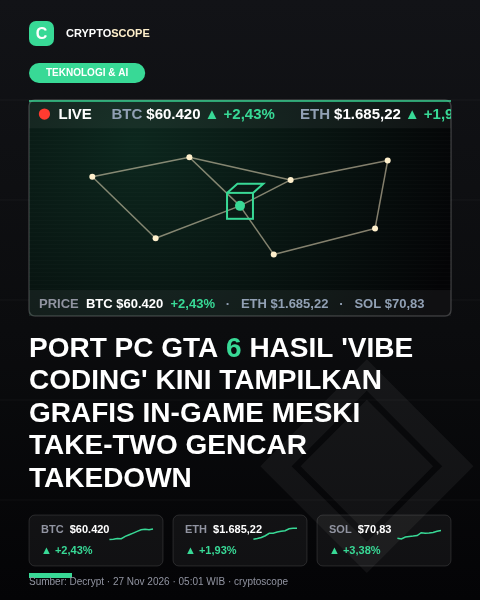 C CRYPTOSCOPE
TEKNOLOGI & AI
LIVE BTC $60.420 ▲ +2,43% ETH $1.685,22 ▲ +1,9
PRICE BTC $60.420 +2,43% · ETH $1.685,22 · SOL $70,83
PORT PC GTA 6 HASIL 'VIBE
CODING' KINI TAMPILKAN
GRAFIS IN-GAME MESKI
TAKE-TWO GENCAR
TAKEDOWN
BTC $60.420 ETH $1.685,22 SOL $70,83
▲ +2,43% ▲ +1,93% ▲ +3,38%
Sumber: Decrypt · 27 Nov 2026 · 05:01 WIB · cryptoscope